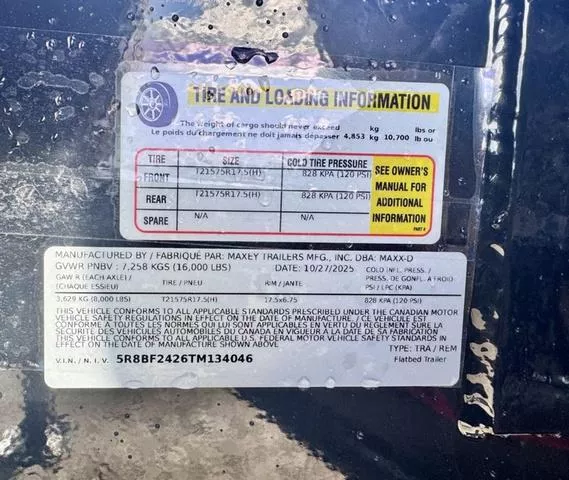 TIRE AND LOADING INFORMATION
The weight of cargo should never exceed kg lbs or
Le poids du chargement ne doit jamais dépasser 4,853 kg 10,700 lb ou
TIRE SIZE COLD TIRE PRESSURE
FRONT T21575R17.5(H) 828 KPA (120 PSI)
REAR T21575R17.5(H) 828 KPA (120 PSI)
SPARE N/A N/A
SEE OWNER'S
MANUAL FOR
ADDITIONAL
INFORMATION
MANUFACTURED BY / FABRIQUÉ PAR: MAXEY TRAILERS MFG., INC. DBA: MAXX-D
GVWR PNBV : 7,258 KGS (16,000 LBS) DATE: 10/27/2025 COLD INFL. PRESS. /
GAWR (EACH AXLE) / TIRE / PNEU RIM / JANTE PRESS. DE GONFL. A FROID
(CHAQUE ESSIEU) PSI / LPC (KPA)
3,629 KG (8,000 LBS) T21575R17.5(H) 17.5x6.75 828 KPA (120 PSI)
THIS VEHICLE CONFORMS TO ALL APPLICABLE STANDARDS PRESCRIBED UNDER THE CANADIAN MOTOR
VEHICLE SAFETY REGULATIONS IN EFFECT ON THE DATE OF MANUFACTURE. / CE VÉHICULE EST
CONFORME A TOUTES LES NORMES QUI LUI SONT APPLICABLES EN VERTU DU RÈGLEMENT SUR LA
SÉCURITÉ DES VÉHICULES AUTOMOBILES DU CANADA EN VIGUEUR A LA DATE DE SA FABRICATION
THIS VEHICLE CONFORMS TO ALL APPLICABLE U.S. FEDERAL MOTOR VEHICLE SAFETY STANDARDS IN
EFFECT ON THE DATE OF MANUFACTURE SHOWN ABOVE
TYPE: TRA / REM
V.I.N. / N.I.V. 5R8BF2426TM134046 Flatbed Trailer